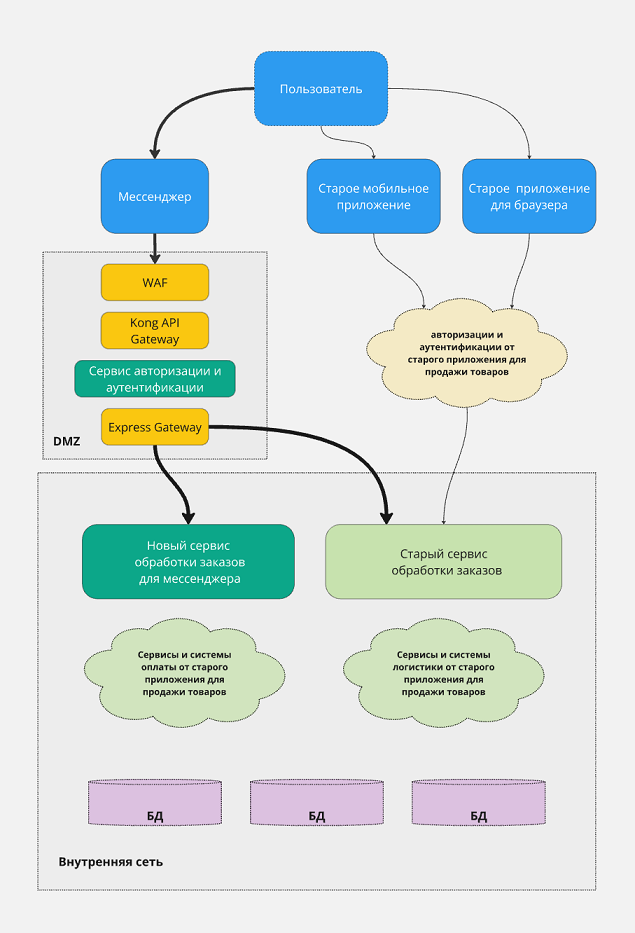 Пользователь
Мессенджер
Старое мобильное
приложение
Старое приложение
для браузера
WAF
Kong API
Gateway
Сервис авторизации и
аутентификации
Express Gateway
DMZ
авторизации и
аутентификации от
старого приложения для
продажи товаров
Новый сервис
обработки заказов
для мессенджера
Старый сервис
обработки заказов
Сервисы и системы
оплаты от старого
приложения для
продажи товаров
Сервисы и системы
логистики от старого
приложения для
продажи товаров
БД
БД
БД
Внутренняя сеть